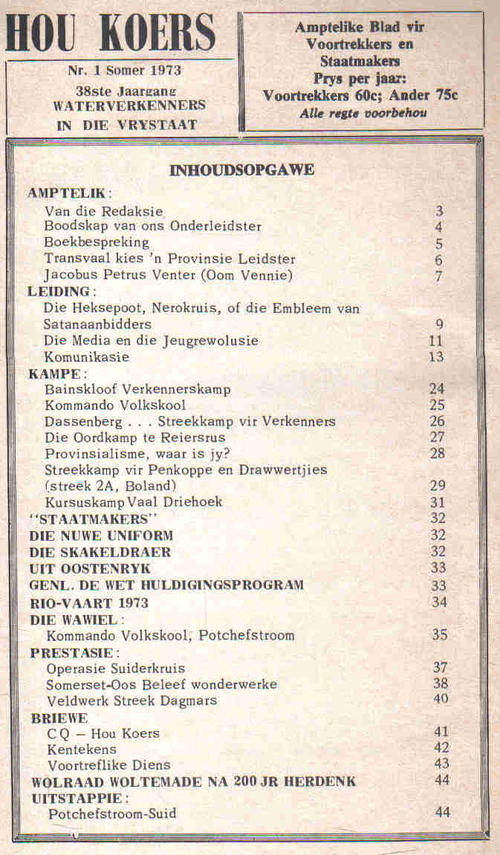 HOU KOERS
Nr. 1 Somer 1973
38ste Jaargang
WATERVERKENNERS
IN DIE VRYSTAAT
Amptelike Blad vir
Voortrekkers en
Staatmakers
Prys per jaar:
Voortrekkers 60c; Ander 75c
Alle regte voorbehou
INHOUDSOPGAWE
AMPTELIK:
Van die Redaksie 3
Boodskap van ons Onderleidster 4
Boekbespreking 5
Transvaal kies 'n Provinsie Leidster 6
Jacobus Petrus Venter (Oom Vennie) 7
LEIDING:
Die Heksepoot, Nerokruis, of die Embleem van
Satanaanbidders 9
Die Media en die Jeugrewolusie 11
Komunikasie 13
KAMPE:
Bainskloof Verkennerskamp 24
Kommando Volkskool 25
Dassenberg . . . Streekkamp vir Verkenners 26
Die Oordkamp te Reiersrus 27
Provinsialisme, waar is jy? 28
Streekkamp vir Penkoppe en Drawwertjies
(streek 2A, Boland) 29
Kursuskamp Vaal Driehoek 31
"STAATMAKERS" 32
DIE NUWE UNIFORM 32
DIE SKAKELDRAER 32
UIT OOSTENRYK 33
GENL. DE WET HULDIGINGSPROGRAM 33
RIO-VAART 1973 34
DIE WAWIEL:
Kommando Volkskool, Potchefstroom 35
PRESTASIE:
Operasie Suiderkruis 37
Somerset-Oos Beleef wonderwerke 38
Veldwerk Streek Dagmars 40
BRIEWE
CQ – Hou Koers 41
Kentekens 42
Voortreflike Diens 43
WOLRAAD WOLTEMADE NA 200 JR HERDENK 44
UITSTAPPIE:
Potchefstroom-Suid 44